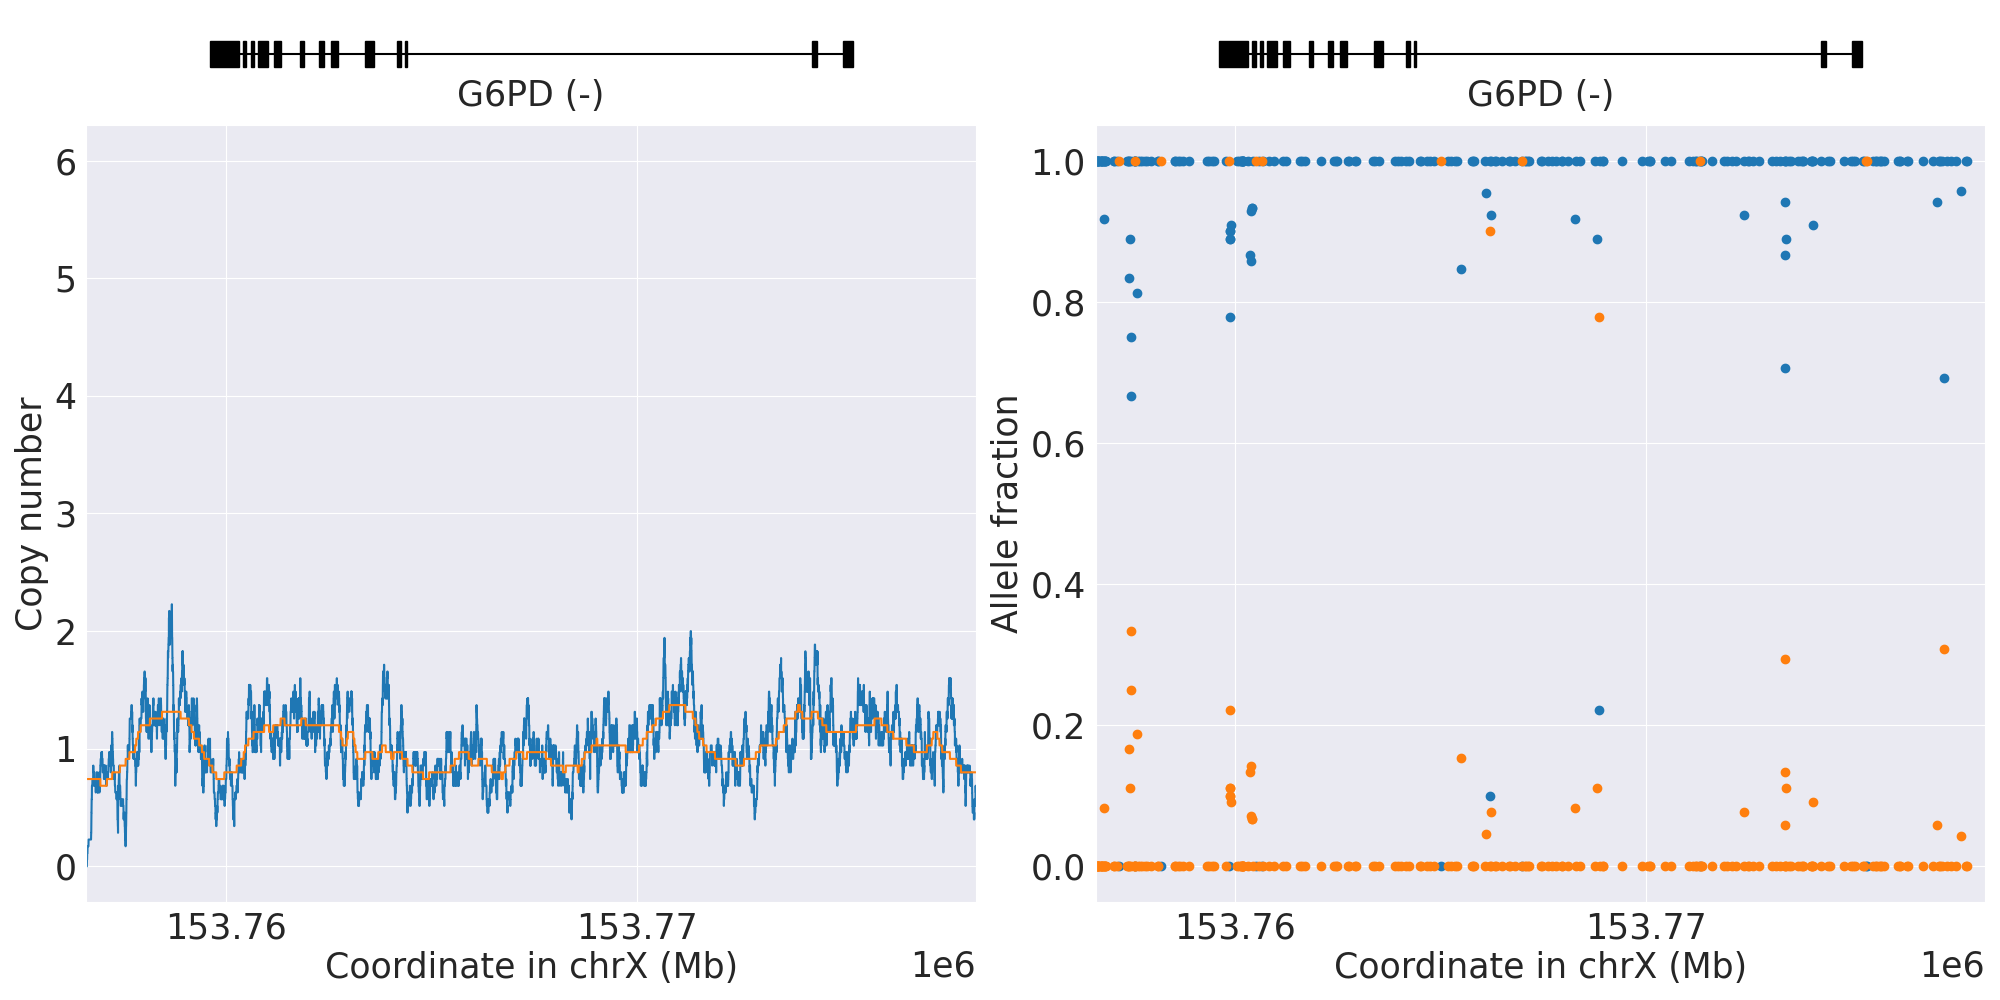 G6PD (-)
6
5
4
3
2
1
0
Copy number
153.76
153.77
Coordinate in chrX (Mb)
1e6
G6PD (-)
1.0
0.8
0.6
0.4
0.2
0.0
Allele fraction
153.76
153.77
Coordinate in chrX (Mb)
1e6